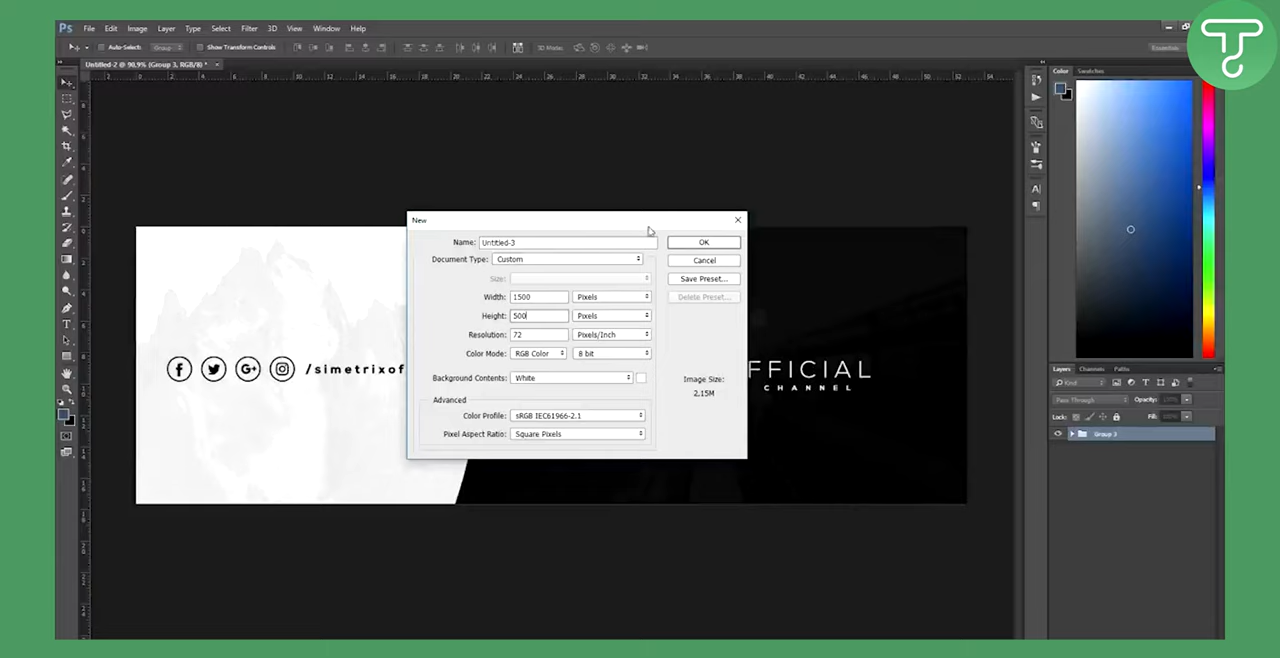 Ps File Edit Image Layer Type Select Filter 3D View Window Help
Auto-Select: Group Show Transform Controls 3D Mode: Essentials
Untitled-2 @ 90,9% (Group 3, RGB/8) * ×
Color Swatches
New
Name: Untitled-3 OK
Document Type: Custom Cancel
Size: Save Preset...
Width: 1500 Pixels Delete Preset...
Height: 500 Pixels
Resolution: 72 Pixels/Inch
Color Mode: RGB Color 8 bit
Background Contents: White
Image Size:
2,15M
Advanced
Color Profile: sRGB IEC61966-2.1
Pixel Aspect Ratio: Square Pixels
/simetrixof
FFICIAL
CHANNEL
Layers Channels Paths
Kind
Pass Through Opacity: 100%
Lock: Fill:
Group 3